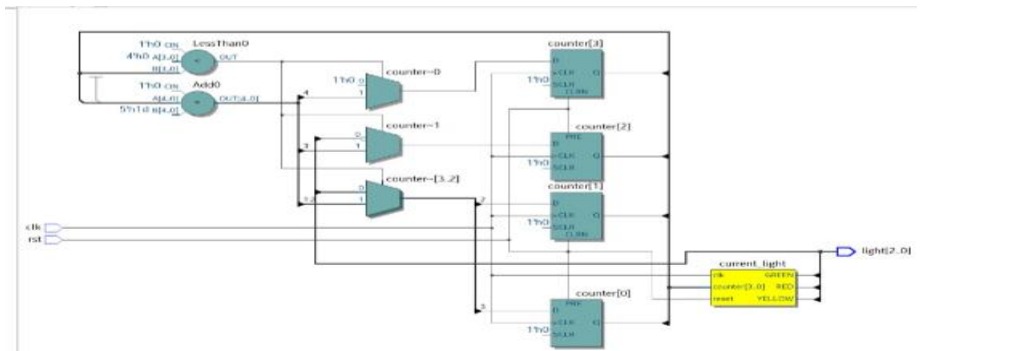 1'h0 CIN LessThan0
4'h0 A[3..0] < OUT
B[3..0]
1'h0 CIN Add0
A[4..0] + OUT[4..0]
B[4..0]
counter~0
1'h0 0
1
4
counter~1
0
3 1
counter~[3..2]
0
1
2
3
counter[3]
D
>CLK Q
1'h0 SCLR
CLRN
counter[2]
PRE
D
>CLK Q
1'h0 SCLR
counter[1]
D
>CLK Q
1'h0 SCLR
CLRN
counter[0]
PRE
D
>CLK Q
1'h0 SCLR
clk
rst
current_light
clk GREEN
counter[3..0] RED
reset YELLOW
light[2..0]